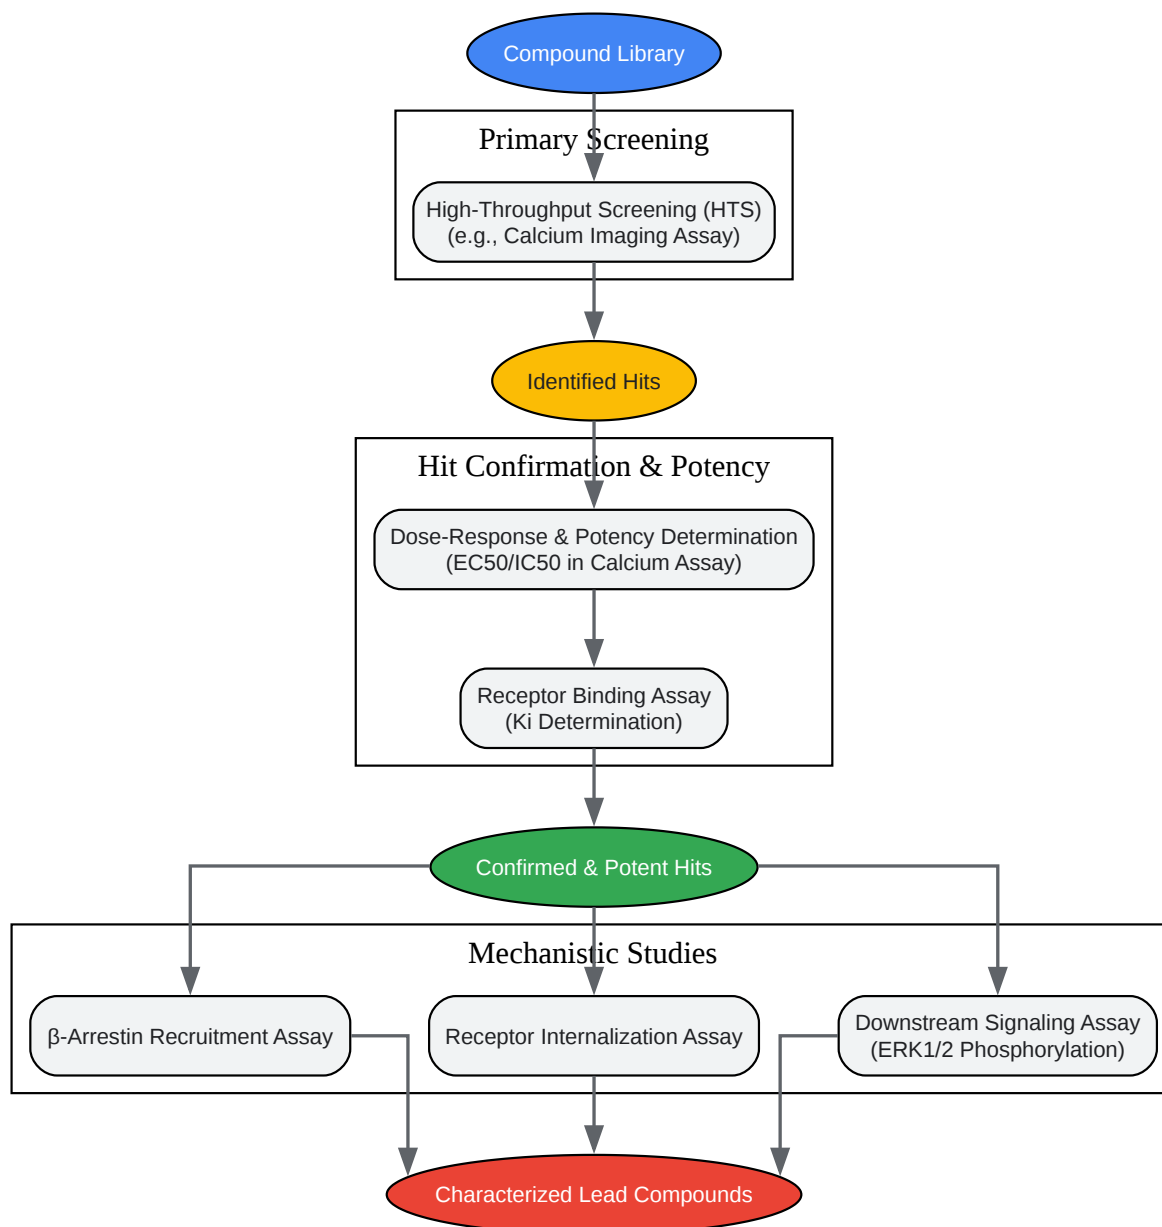 Compound Library
Primary Screening
High-Throughput Screening (HTS)
(e.g., Calcium Imaging Assay)
Identified Hits
Hit Confirmation & Potency
Dose-Response & Potency Determination
(EC50/IC50 in Calcium Assay)
Receptor Binding Assay
(Ki Determination)
Confirmed & Potent Hits
Mechanistic Studies
β-Arrestin Recruitment Assay
Receptor Internalization Assay
Downstream Signaling Assay
(ERK1/2 Phosphorylation)
Characterized Lead Compounds